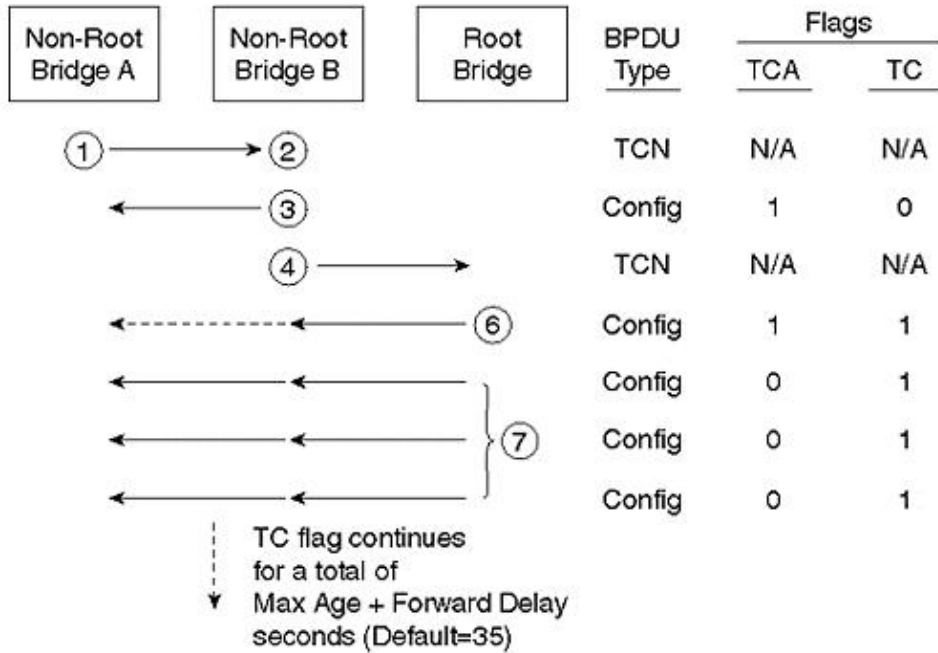 Non-Root Bridge A
Non-Root Bridge B
Root Bridge
BPDU Type
Flags
TCA TC
1 2 TCN N/A N/A
3 Config 1 0
4 TCN N/A N/A
6 Config 1 1
Config 0 1
7 Config 0 1
Config 0 1
TC flag continues
for a total of
Max Age + Forward Delay
seconds (Default=35)